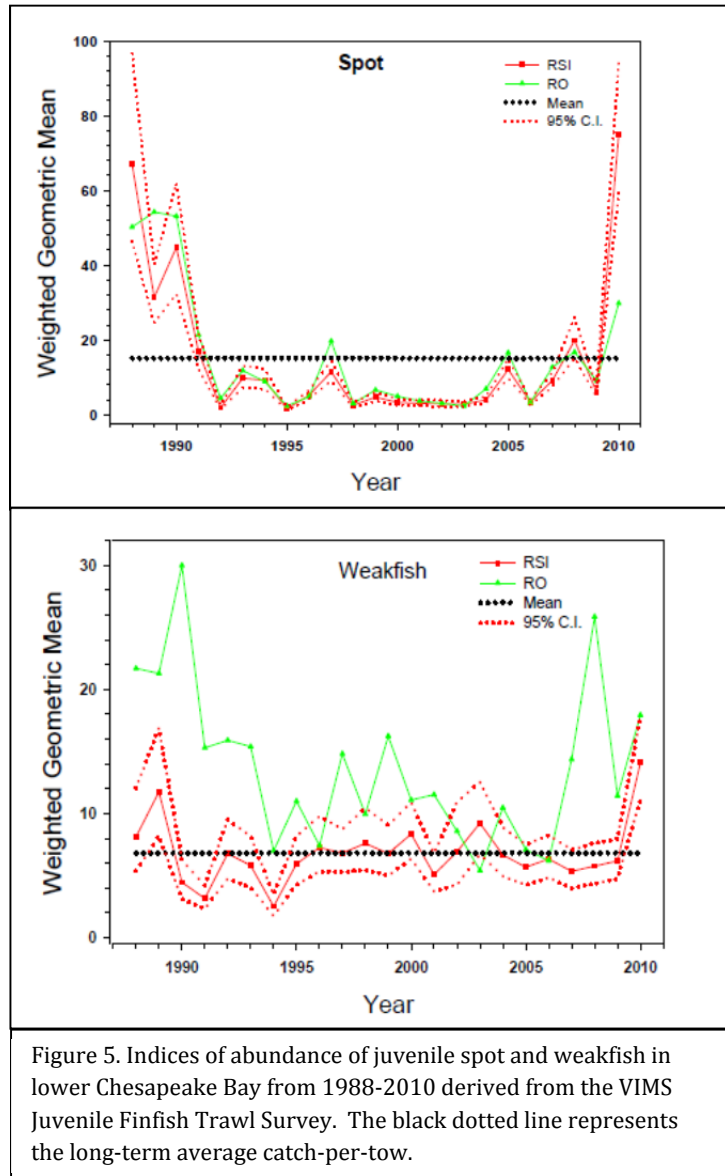 Spot
RSI
RO
Mean
95% C.I.
100
80
60
40
20
0
Weighted Geometric Mean
1990
1995
2000
2005
2010
Year
Weakfish
RSI
RO
Mean
95% C.I.
30
20
10
0
Weighted Geometric Mean
1990
1995
2000
2005
2010
Year
Figure 5. Indices of abundance of juvenile spot and weakfish in
lower Chesapeake Bay from 1988-2010 derived from the VIMS
Juvenile Finfish Trawl Survey.  The black dotted line represents
the long-term average catch-per-tow.